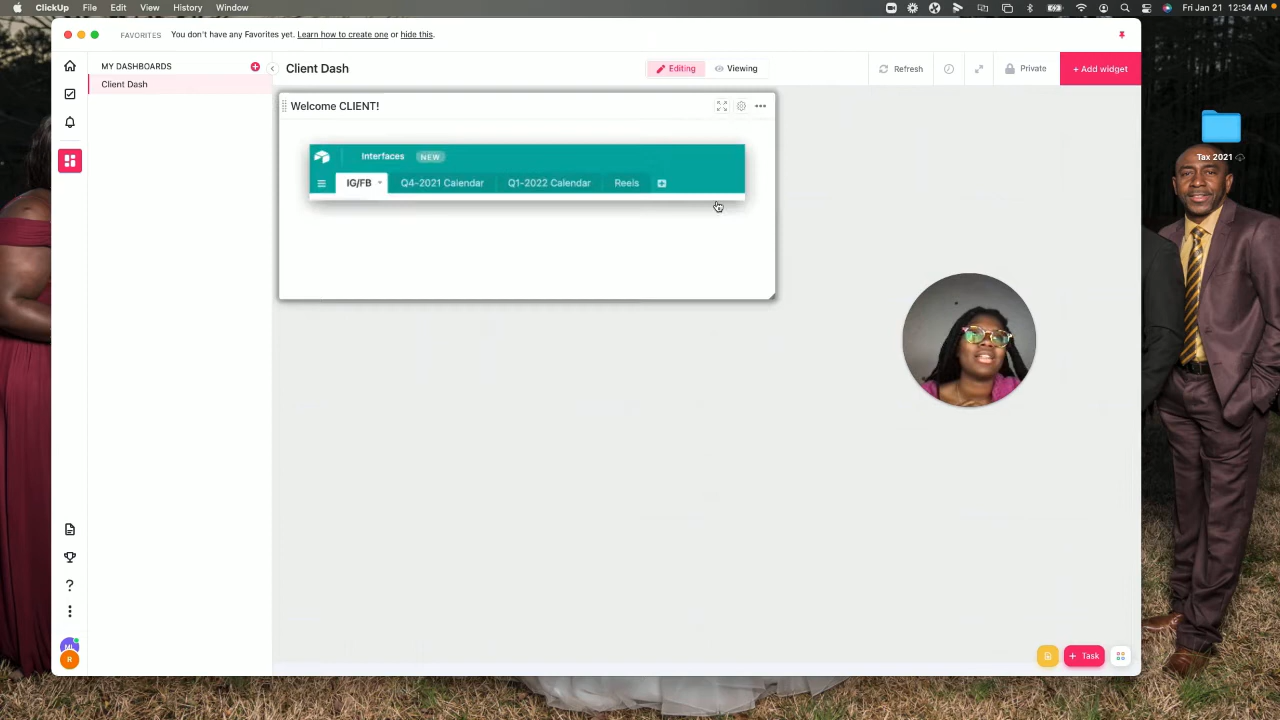 ClickUp File Edit View History Window Fri Jan 21 12:34 AM
FAVORITES You don't have any Favorites yet. Learn how to create one or hide this.
MY DASHBOARDS
Client Dash
Client Dash
Editing
Viewing
Refresh
Private
+ Add widget
Welcome CLIENT!
Interfaces NEW
IG/FB Q4-2021 Calendar Q1-2022 Calendar Reels
Tax 2021
?
R
+ Task